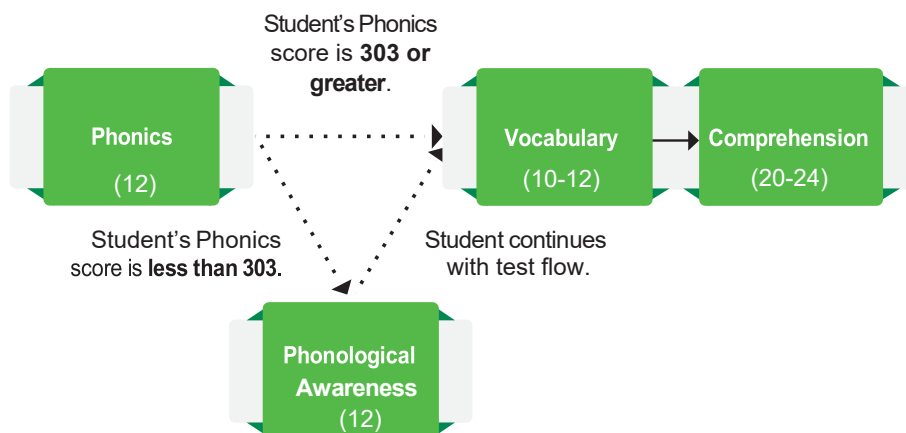 Student’s Phonics
score is 303 or
greater.
Phonics
(12)
Vocabulary
(10-12)
Comprehension
(20-24)
Student’s Phonics
score is less than 303.
Student continues
with test flow.
Phonological
Awareness
(12)